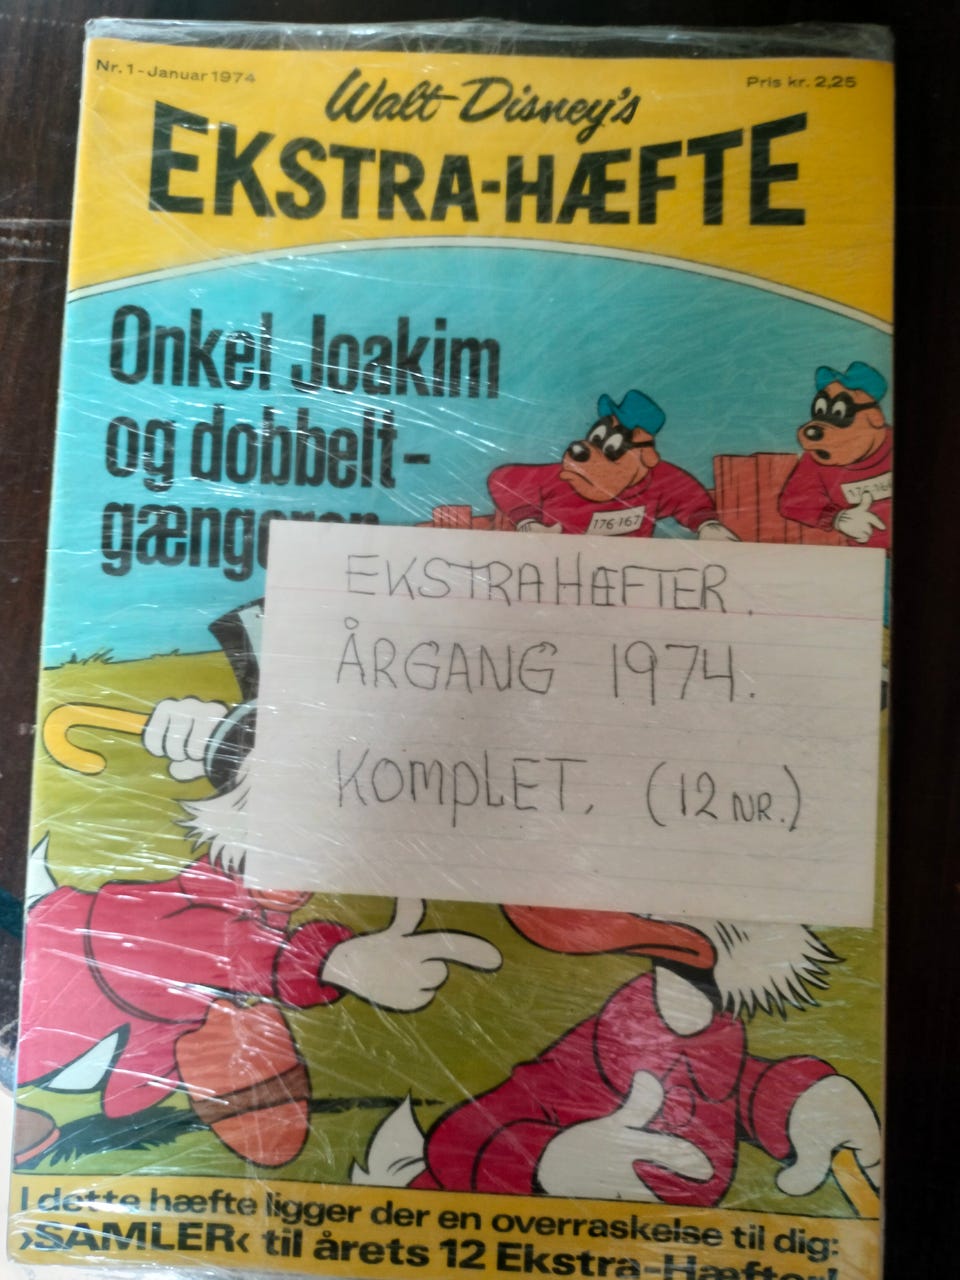 Nr. 1 - Januar 1974
Pris kr. 2,25
Walt Disney's
EKSTRA-HÆFTE
Onkel Joakim
og dobbelt-
176-167
EKSTRAHÆFTER.
ÅRGANG 1974.
KOMPLET. (12 NR.)
I dette hæfte ligger der en overraskelse til dig:
›SAMLER‹ til årets 12 Ekstra-Hæfter!